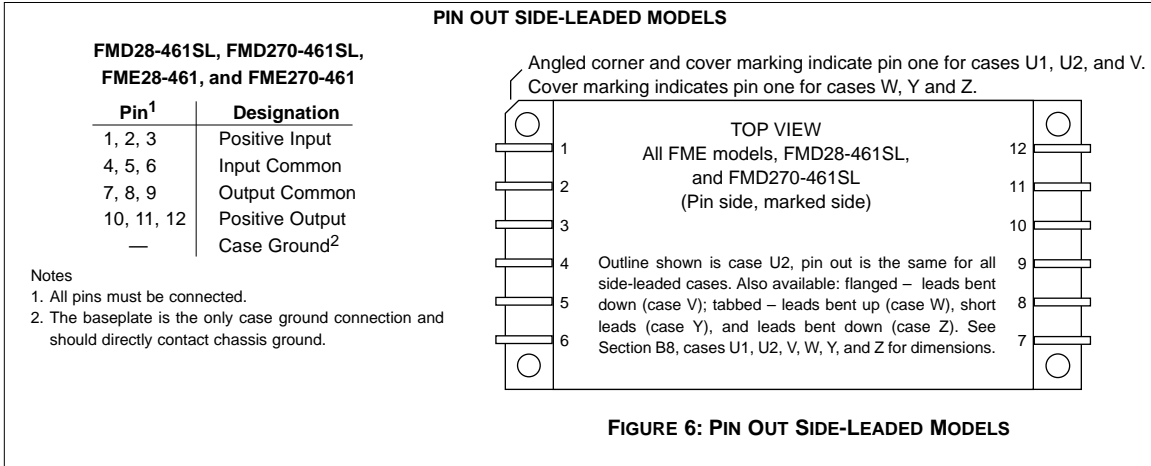 PIN OUT SIDE-LEADED MODELS
FMD28-461SL, FMD270-461SL,
FME28-461, and FME270-461
Pin1 Designation
1, 2, 3 Positive Input
4, 5, 6 Input Common
7, 8, 9 Output Common
10, 11, 12 Positive Output
— Case Ground2
Notes
1. All pins must be connected.
2. The baseplate is the only case ground connection and
should directly contact chassis ground.
Angled corner and cover marking indicate pin one for cases U1, U2, and V.
Cover marking indicates pin one for cases W, Y and Z.
TOP VIEW
All FME models, FMD28-461SL,
and FMD270-461SL
(Pin side, marked side)
1
2
3
4
5
6
12
11
10
9
8
7
Outline shown is case U2, pin out is the same for all
side-leaded cases. Also available: flanged – leads bent
down (case V); tabbed – leads bent up (case W), short
leads (case Y), and leads bent down (case Z). See
Section B8, cases U1, U2, V, W, Y, and Z for dimensions.
FIGURE 6: PIN OUT SIDE-LEADED MODELS